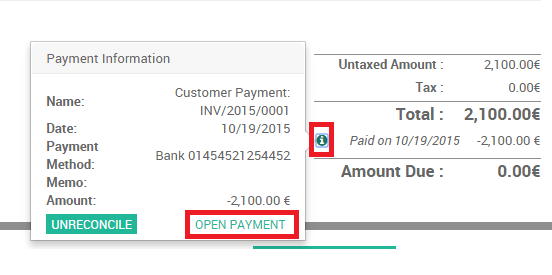 Payment Information
Name: Customer Payment: INV/2015/0001
Date: 10/19/2015
Payment Method: Bank 01454521254452
Memo:
Amount: -2,100.00 €
UNRECONCILE OPEN PAYMENT
Untaxed Amount : 2,100.00€
Tax : 0.00€
Total : 2,100.00€
Paid on 10/19/2015 -2,100.00 €
Amount Due : 0.00€